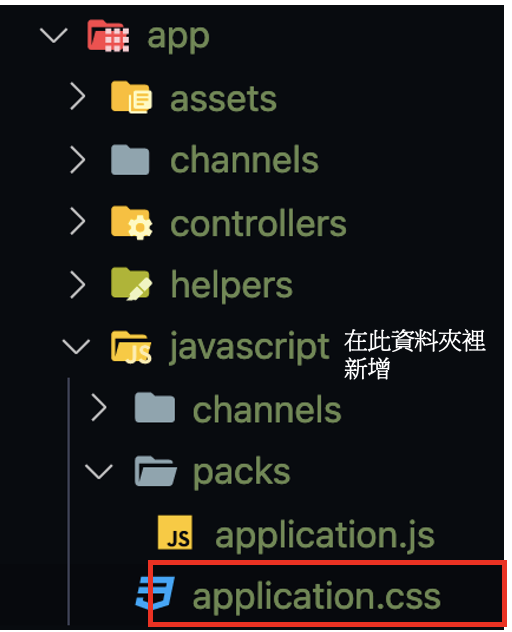 app
assets
channels
controllers
helpers
javascript 在此資料夾裡
新增
channels
packs
JS application.js
application.css